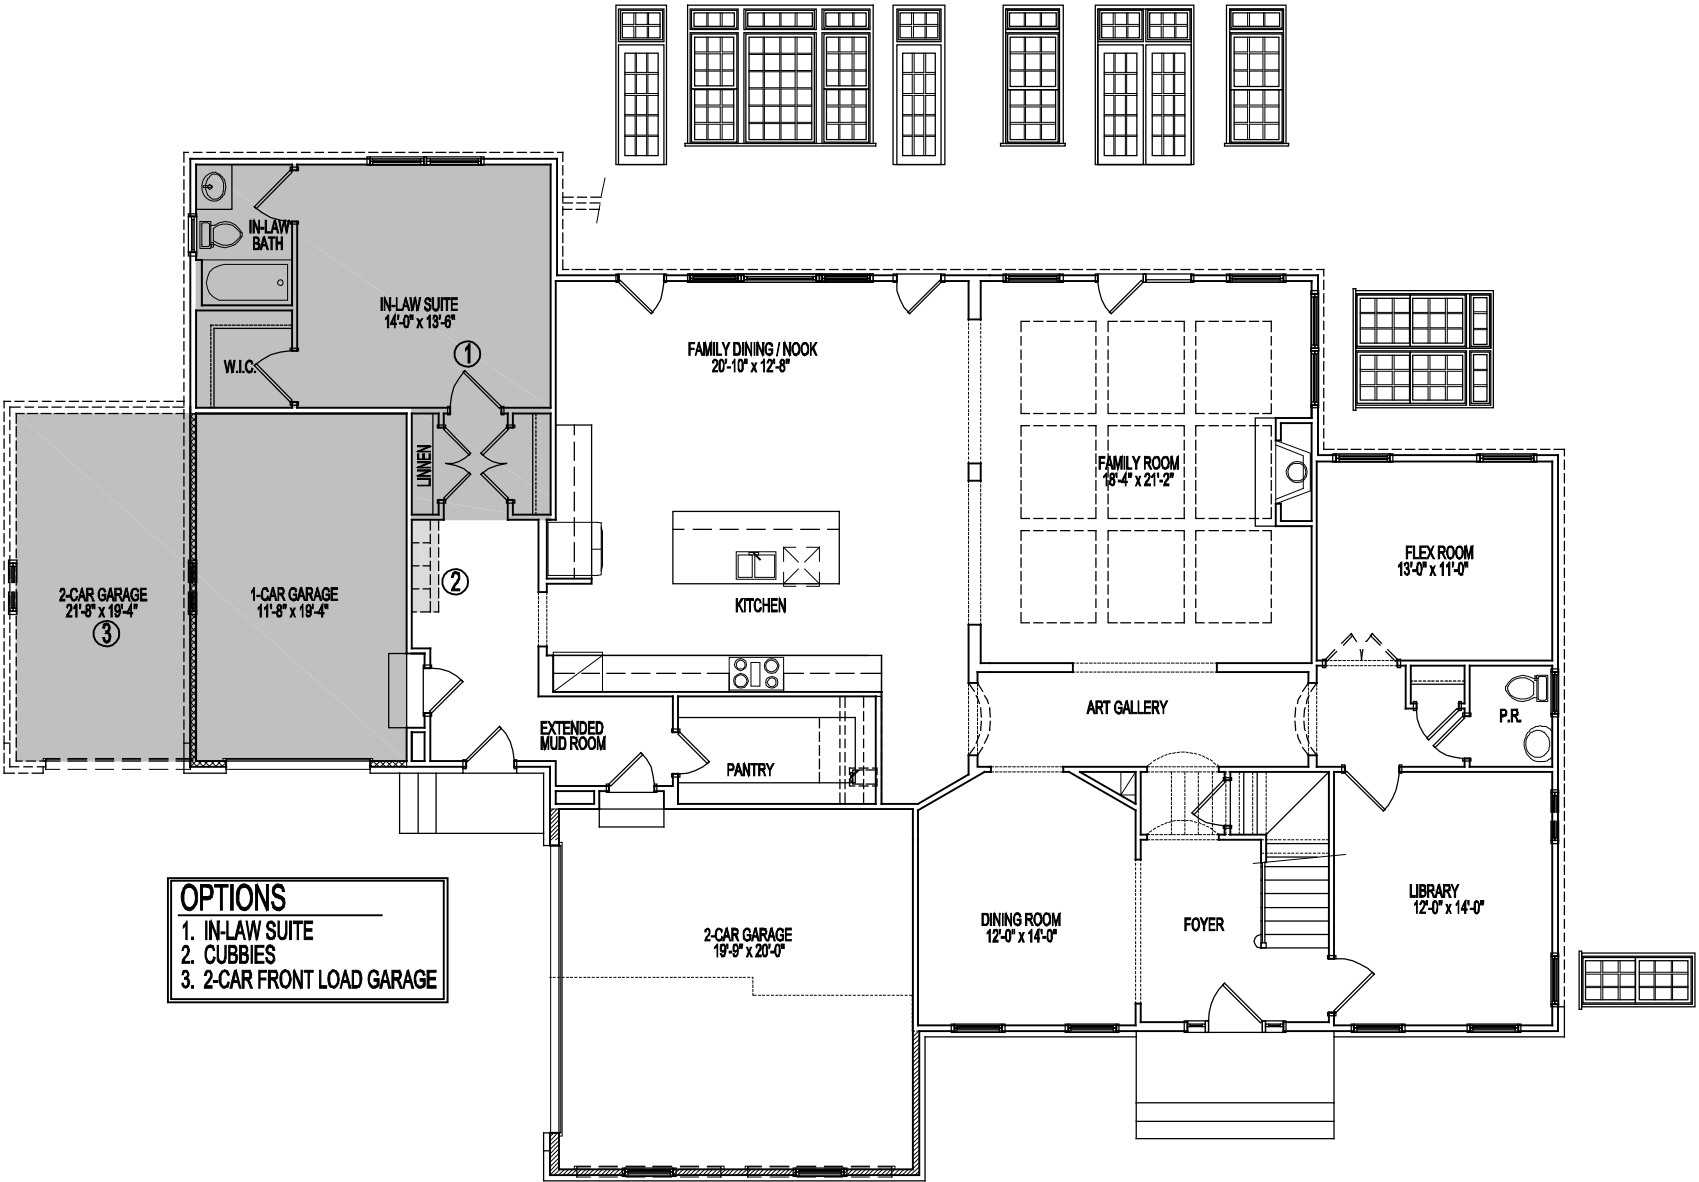 IN-LAW
BATH
IN-LAW SUITE
14'-0" x 13'-6"
1
W.I.C.
FAMILY DINING / NOOK
20'-10" x 12'-8"
LINNEN
FAMILY ROOM
18'-4" x 21'-2"
FLEX ROOM
13'-0" x 11'-0"
2-CAR GARAGE
21'-8" x 19'-4"
3
1-CAR GARAGE
11'-8" x 19'-4"
2
KITCHEN
ART GALLERY
P.R.
EXTENDED
MUD ROOM
PANTRY
OPTIONS
1. IN-LAW SUITE
2. CUBBIES
3. 2-CAR FRONT LOAD GARAGE
2-CAR GARAGE
19'-9" x 20'-0"
DINING ROOM
12'-0" x 14'-0"
FOYER
LIBRARY
12'-0" x 14'-0"